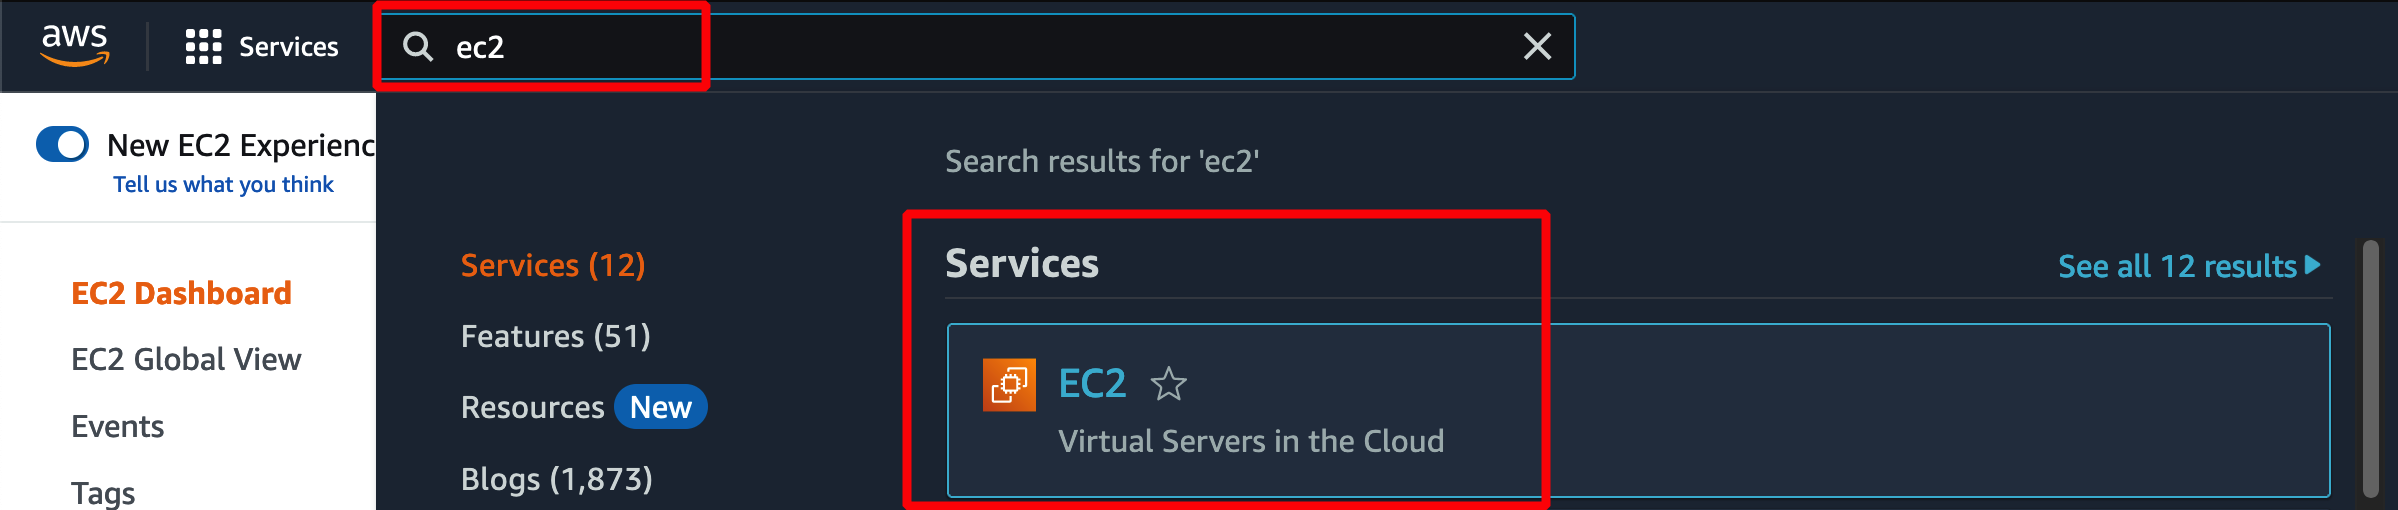 aws
Services
ec2
New EC2 Experienc
Tell us what you think
EC2 Dashboard
EC2 Global View
Events
Tags
Search results for 'ec2'
Services (12)
Features (51)
Resources New
Blogs (1,873)
Services
See all 12 results
EC2
Virtual Servers in the Cloud